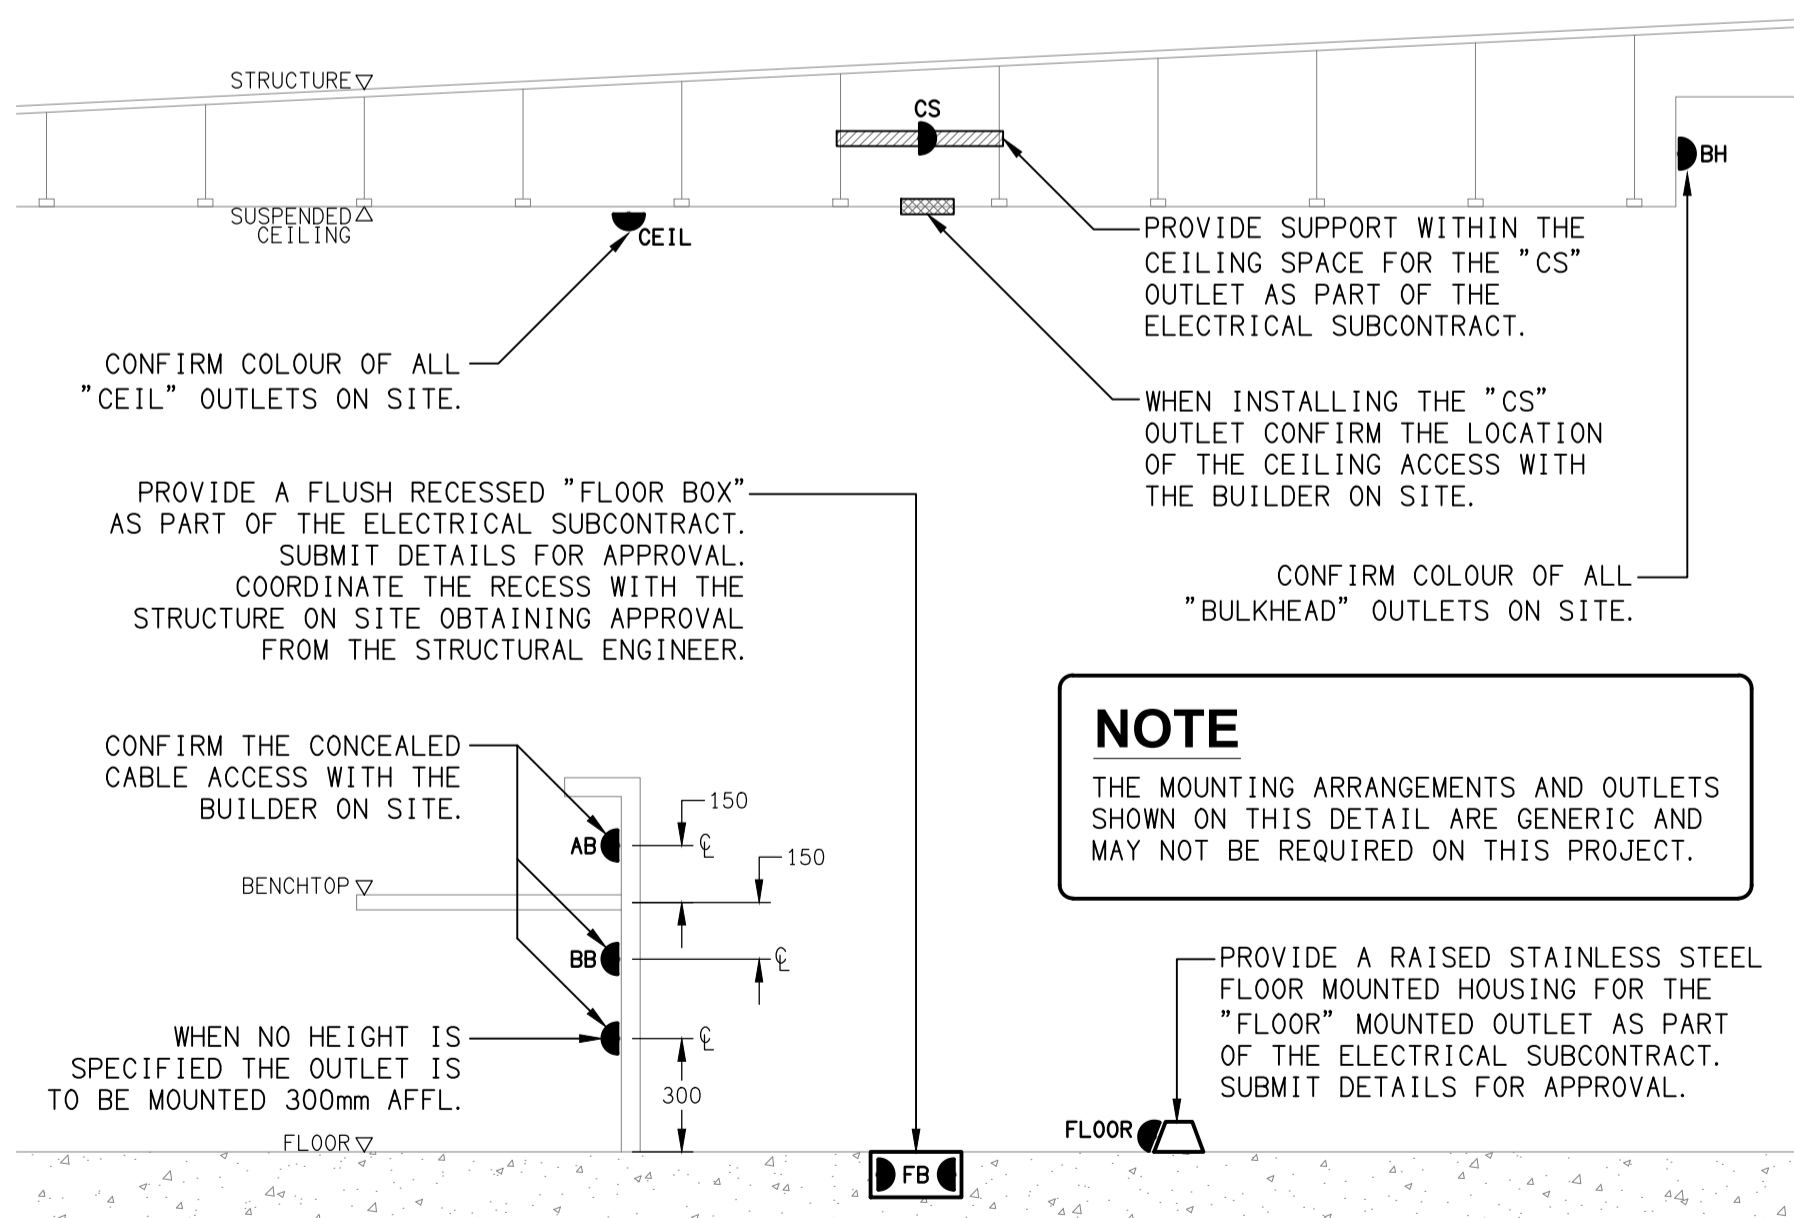 STRUCTURE
CS
BH
SUSPENDED
CEILING
CEIL
PROVIDE SUPPORT WITHIN THE
CEILING SPACE FOR THE "CS"
OUTLET AS PART OF THE
ELECTRICAL SUBCONTRACT.
CONFIRM COLOUR OF ALL
"CEIL" OUTLETS ON SITE.
WHEN INSTALLING THE "CS"
OUTLET CONFIRM THE LOCATION
OF THE CEILING ACCESS WITH
THE BUILDER ON SITE.
PROVIDE A FLUSH RECESSED "FLOOR BOX"
AS PART OF THE ELECTRICAL SUBCONTRACT.
SUBMIT DETAILS FOR APPROVAL.
COORDINATE THE RECESS WITH THE
STRUCTURE ON SITE OBTAINING APPROVAL
FROM THE STRUCTURAL ENGINEER.
CONFIRM COLOUR OF ALL
"BULKHEAD" OUTLETS ON SITE.
NOTE
THE MOUNTING ARRANGEMENTS AND OUTLETS
SHOWN ON THIS DETAIL ARE GENERIC AND
MAY NOT BE REQUIRED ON THIS PROJECT.
CONFIRM THE CONCEALED
CABLE ACCESS WITH THE
BUILDER ON SITE.
150
AB
℄
150
BENCHTOP
BB
℄
WHEN NO HEIGHT IS
SPECIFIED THE OUTLET IS
TO BE MOUNTED 300mm AFFL.
℄
300
PROVIDE A RAISED STAINLESS STEEL
FLOOR MOUNTED HOUSING FOR THE
"FLOOR" MOUNTED OUTLET AS PART
OF THE ELECTRICAL SUBCONTRACT.
SUBMIT DETAILS FOR APPROVAL.
FLOOR
FLOOR
FB